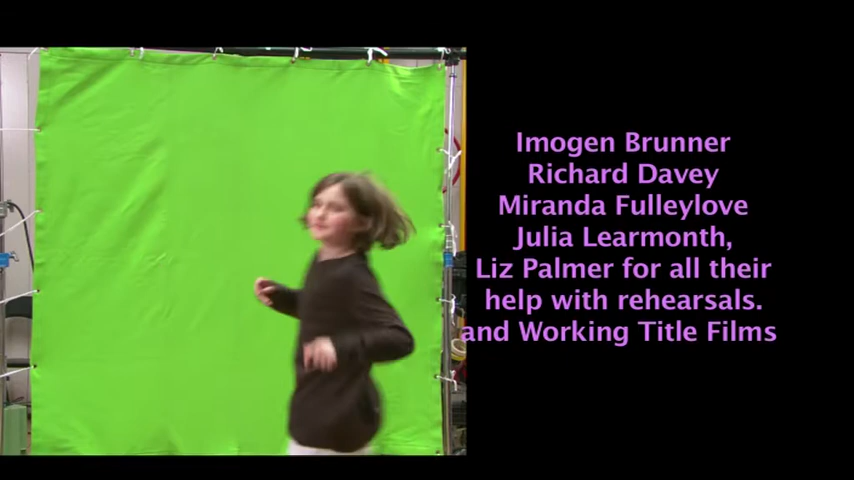 Imogen Brunner
Richard Davey
Miranda Fulleylove
Julia Learmonth,
Liz Palmer for all their
help with rehearsals.
and Working Title Films